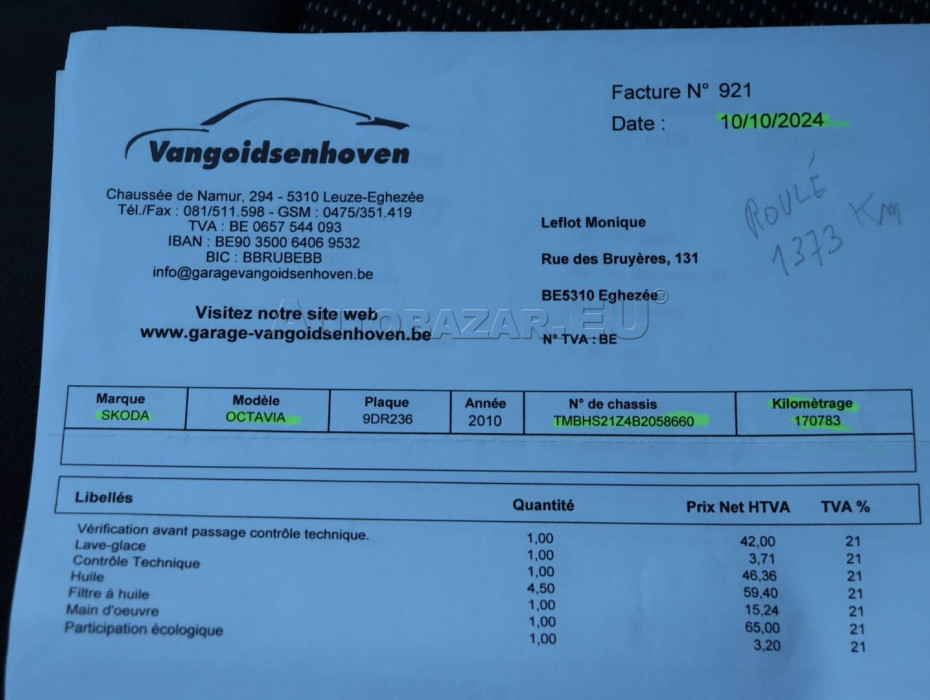 Vangoidsenhoven
Chaussée de Namur, 294 - 5310 Leuze-Eghezée
Tél./Fax : 081/511.598 - GSM : 0475/351.419
TVA : BE 0657 544 093
IBAN : BE90 3500 6406 9532
BIC : BBRUBEBB
info@garagevangoidsenhoven.be
Visitez notre site web
www.garage-vangoidsenhoven.be
Facture N° 921
Date : 10/10/2024
ROULÉ
1373 Km
Leflot Monique
Rue des Bruyères, 131
BE5310 Eghezée
N° TVA : BE
AUTOBAZAR.EU®
Marque Modèle Plaque Année N° de chassis Kilomètrage
SKODA OCTAVIA 9DR236 2010 TMBHS21Z4B2058660 170783
Libellés Quantité Prix Net HTVA TVA %
Vérification avant passage contrôle technique. 1,00 42,00 21
Lave-glace 1,00 3,71 21
Contrôle Technique 1,00 46,36 21
Huile 4,50 59,40 21
Filtre à huile 1,00 15,24 21
Main d'oeuvre 1,00 65,00 21
Participation écologique 1,00 3,20 21